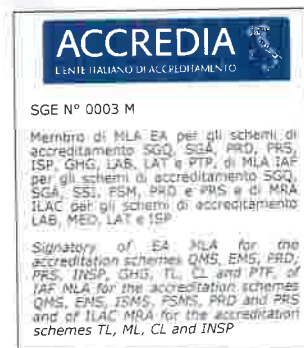 ACCREDIA
L'ENTE ITALIANO DI ACCREDITAMENTO
SGE N° 0003 M
Membro di MLA EA per gli schemi di
accreditamento SGQ, SGA, PRD, PRS,
ISP, GHG, LAB, LAT e PTP, di MLA IAF
per gli schemi di accreditamento SGQ,
SGA, SSI, FSM, PRD e PRS e di MRA
ILAC per gli schemi di accreditamento
LAB, MED, LAT e ISP
Signatory of EA MLA for the
accreditation schemes QMS, EMS, PRD,
PRS, INSP, GHG, TL, CL and PTP, of
IAF MLA for the accreditation schemes
QMS, EMS, ISMS, FSMS, PRD and PRS
and of ILAC MRA for the accreditation
schemes TL, ML, CL and INSP